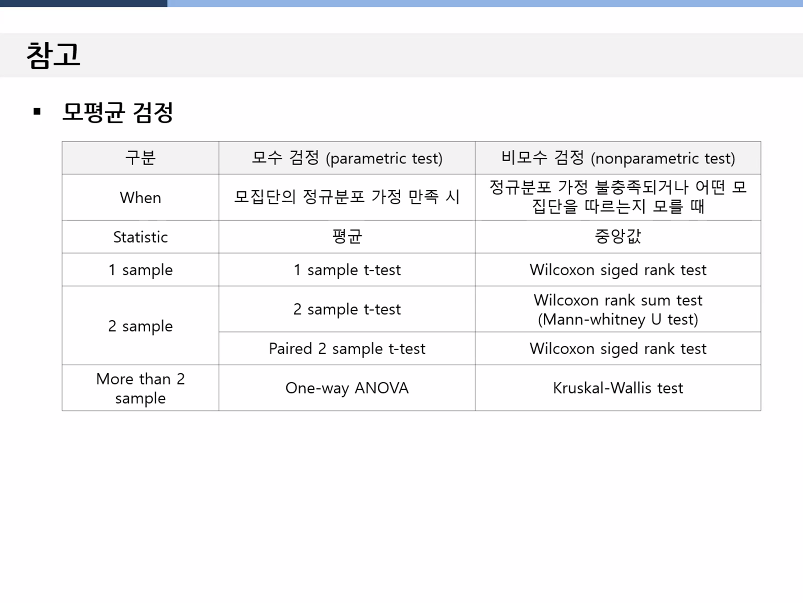 참고
▪ 모평균 검정
구분 모수 검정 (parametric test) 비모수 검정 (nonparametric test)
When 모집단의 정규분포 가정 만족 시 정규분포 가정 불충족되거나 어떤 모
집단을 따르는지 모를 때
Statistic 평균 중앙값
1 sample 1 sample t-test Wilcoxon siged rank test
2 sample 2 sample t-test Wilcoxon rank sum test
(Mann-whitney U test)
Paired 2 sample t-test Wilcoxon siged rank test
More than 2
sample One-way ANOVA Kruskal-Wallis test